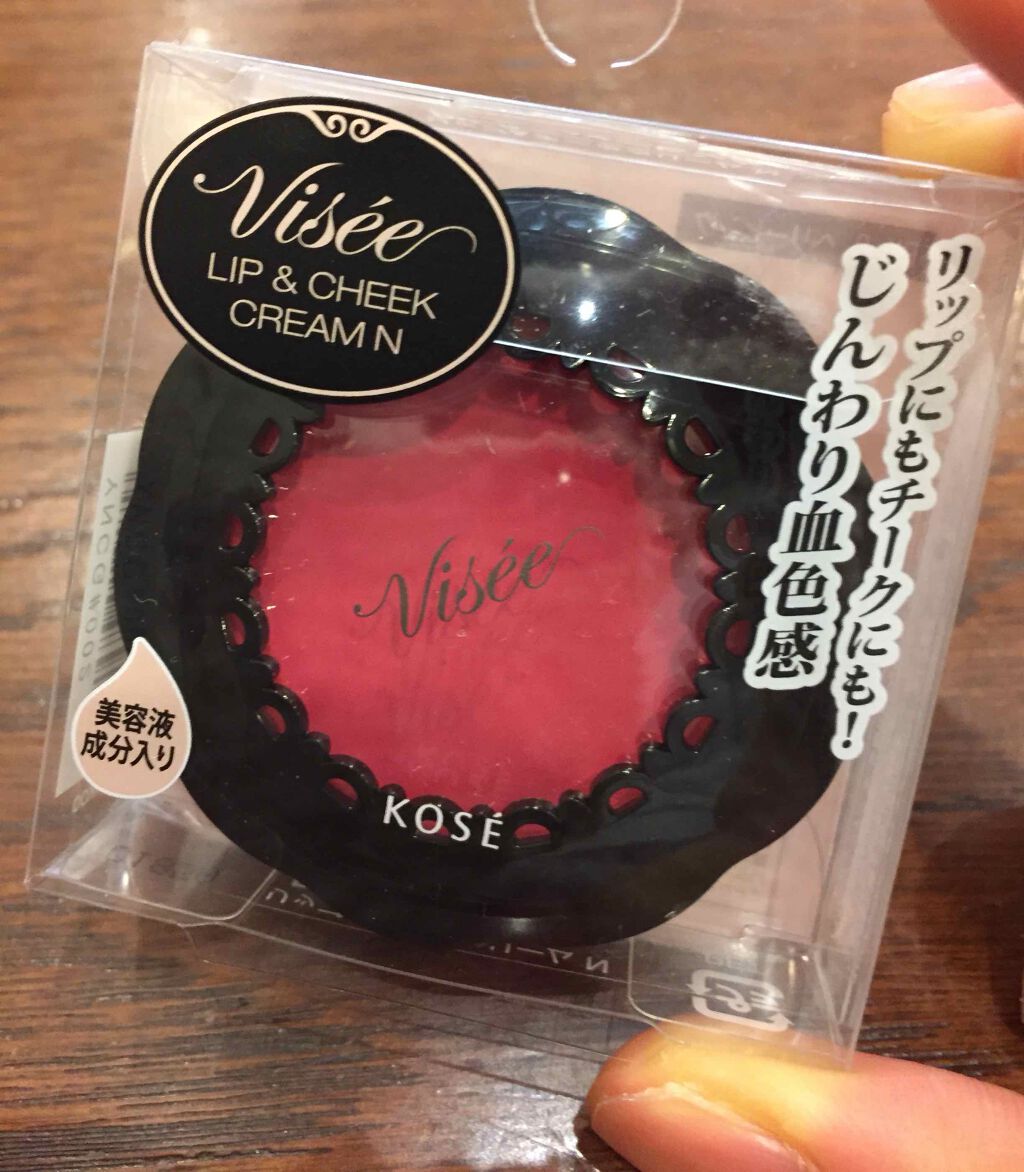 Visée
LIP & CHEEK
CREAM N
リップにもチークにも!
じんわり血色感
Visée
美容液
成分入り
KOSÉ